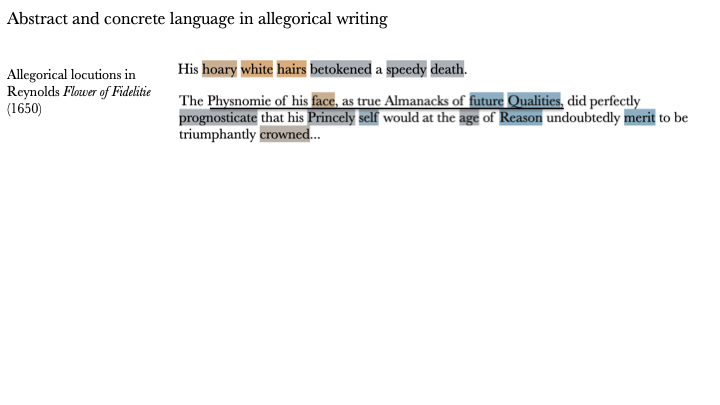 Abstract and concrete language in allegorical writing
Allegorical locutions in
Reynolds Flower of Fidelitie
(1650)
His hoary white hairs betokened a speedy death.
The Physnomie of his face, as true Almanacks of future Qualities, did perfectly
prognosticate that his Princely self would at the age of Reason undoubtedly merit to be
triumphantly crowned...